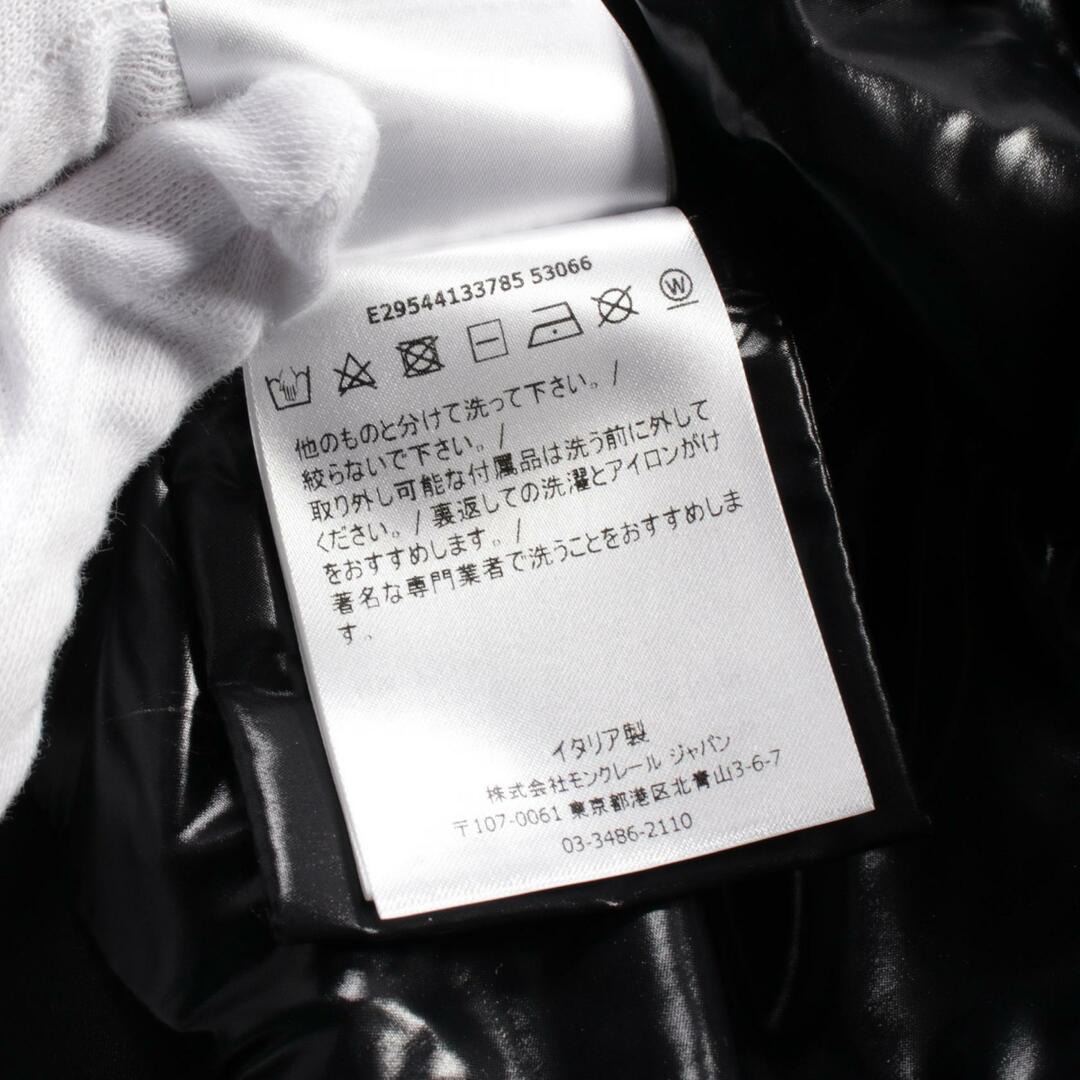 E29544133785 53066
W
他のものと分けて洗って下さい。/
絞らないで下さい。/
取り外し可能な付属品は洗う前に外して
ください。/ 裏返しての洗濯とアイロンがけ
をおすすめします。/
著名な専門業者で洗うことをおすすめしま
す。
イタリア製
株式会社モンクレール ジャパン
〒107-0061 東京都港区北青山3-6-7
03-3486-2110